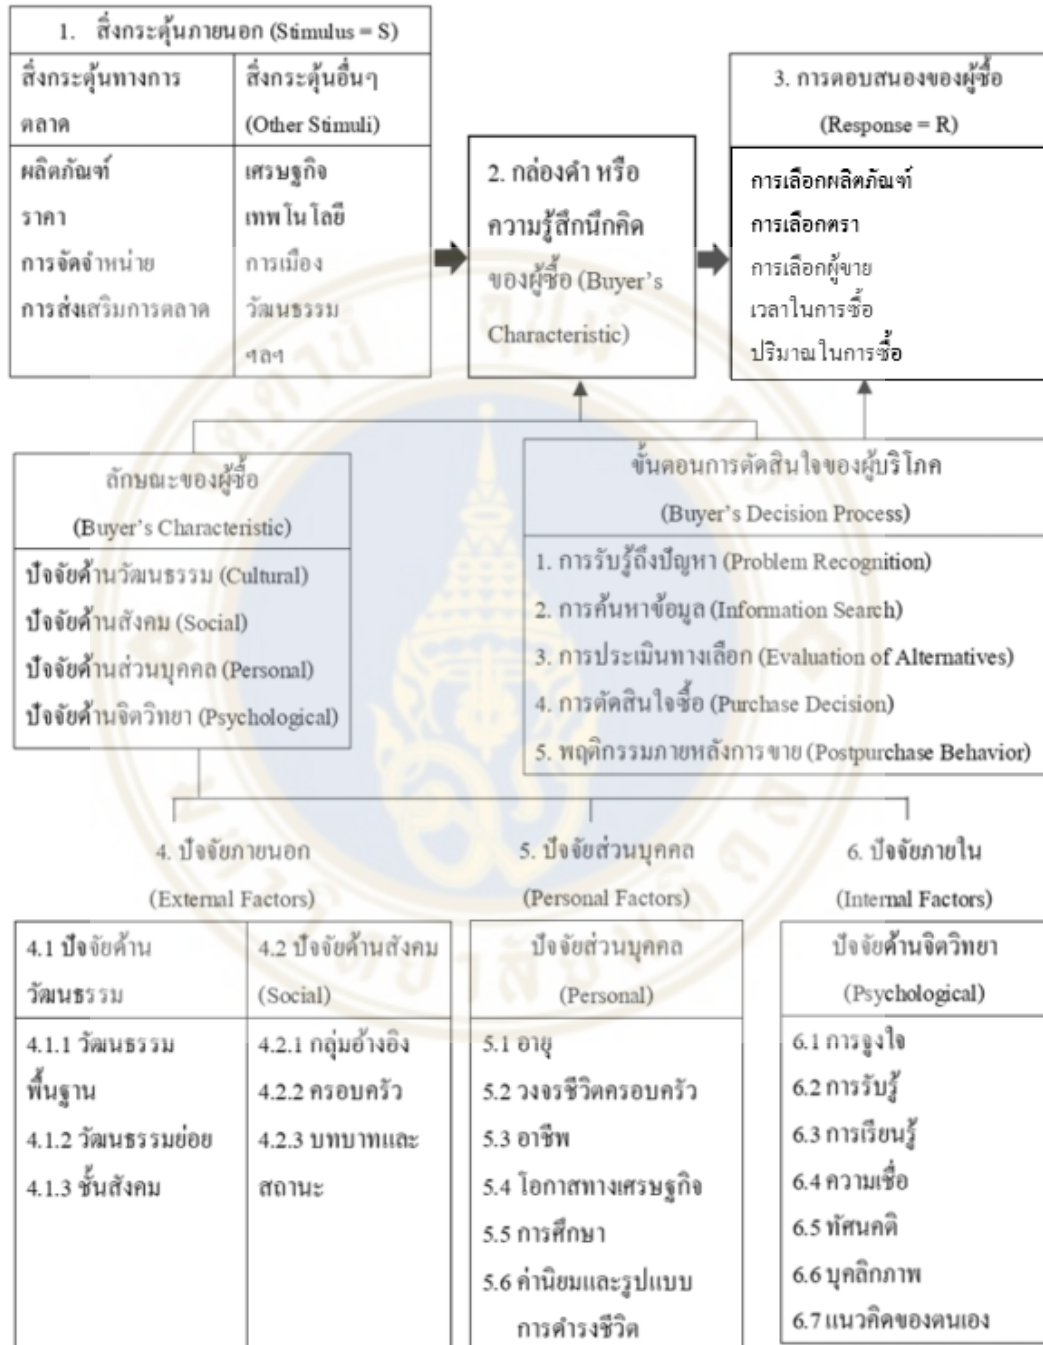 1. สิ่งกระตุ้นภายนอก (Stimulus = S)
สิ่งกระตุ้นทางการ
ตลาด
สิ่งกระตุ้นอื่นๆ
(Other Stimuli)
ผลิตภัณฑ์
ราคา
การจัดจำหน่าย
การส่งเสริมการตลาด
เศรษฐกิจ
เทพโนโลยี
การเมือง
วัฒนธรรม
ฯลฯ
2. กล่องดำ หรือ
ความรู้สึกนึกคิด
ของผู้ซื้อ (Buyer's
Characteristic)
3. การตอบสนองของผู้ซื้อ
(Response = R)
การเลือกผลิตภัณฑ์
การเลือกตรา
การเลือกผู้ขาย
เวลาในการซื้อ
ปริมาณในการซื้อ
ลักษณะของผู้ซื้อ
(Buyer's Characteristic)
ปัจจัยด้านวัฒนธรรม (Cultural)
ปัจจัยด้านสังคม (Social)
ปัจจัยด้านส่วนบุคคล (Personal)
ปัจจัยด้านจิตวิทยา (Psychological)
ขั้นตอนการตัดสินใจของผู้บริโภค
(Buyer's Decision Process)
1. การรับรู้ถึงปัญหา (Problem Recognition)
2. การค้นหาข้อมูล (Information Search)
3. การประเมินทางเลือก (Evaluation of Alternatives)
4. การตัดสินใจซื้อ (Purchase Decision)
5. พฤติกรรมภายหลังการขาย (Postpurchase Behavior)
4. ปัจจัยภายนอก
(External Factors)
5. ปัจจัยส่วนบุคคล
(Personal Factors)
6. ปัจจัยภายใน
(Internal Factors)
4.1 ปัจจัยด้าน
วัฒนธรรม
4.2 ปัจจัยด้านสังคม
(Social)
4.1.1 วัฒนธรรม
พื้นฐาน
4.1.2 วัฒนธรรมย่อย
4.1.3 ชั้นสังคม
4.2.1 กลุ่มอ้างอิง
4.2.2 ครอบครัว
4.2.3 บทบาทและ
สถานะ
ปัจจัยส่วนบุคคล
(Personal)
5.1 อายุ
5.2 วงจรชีวิตครอบครัว
5.3 อาชีพ
5.4 โอกาสทางเศรษฐกิจ
5.5 การศึกษา
5.6 ค่านิยมและรูปแบบ
การดำรงชีวิต
ปัจจัยด้านจิตวิทยา
(Psychological)
6.1 การจูงใจ
6.2 การรับรู้
6.3 การเรียนรู้
6.4 ความเชื่อ
6.5 ทัศนคติ
6.6 บุคลิกภาพ
6.7 แนวคิดของตนเอง